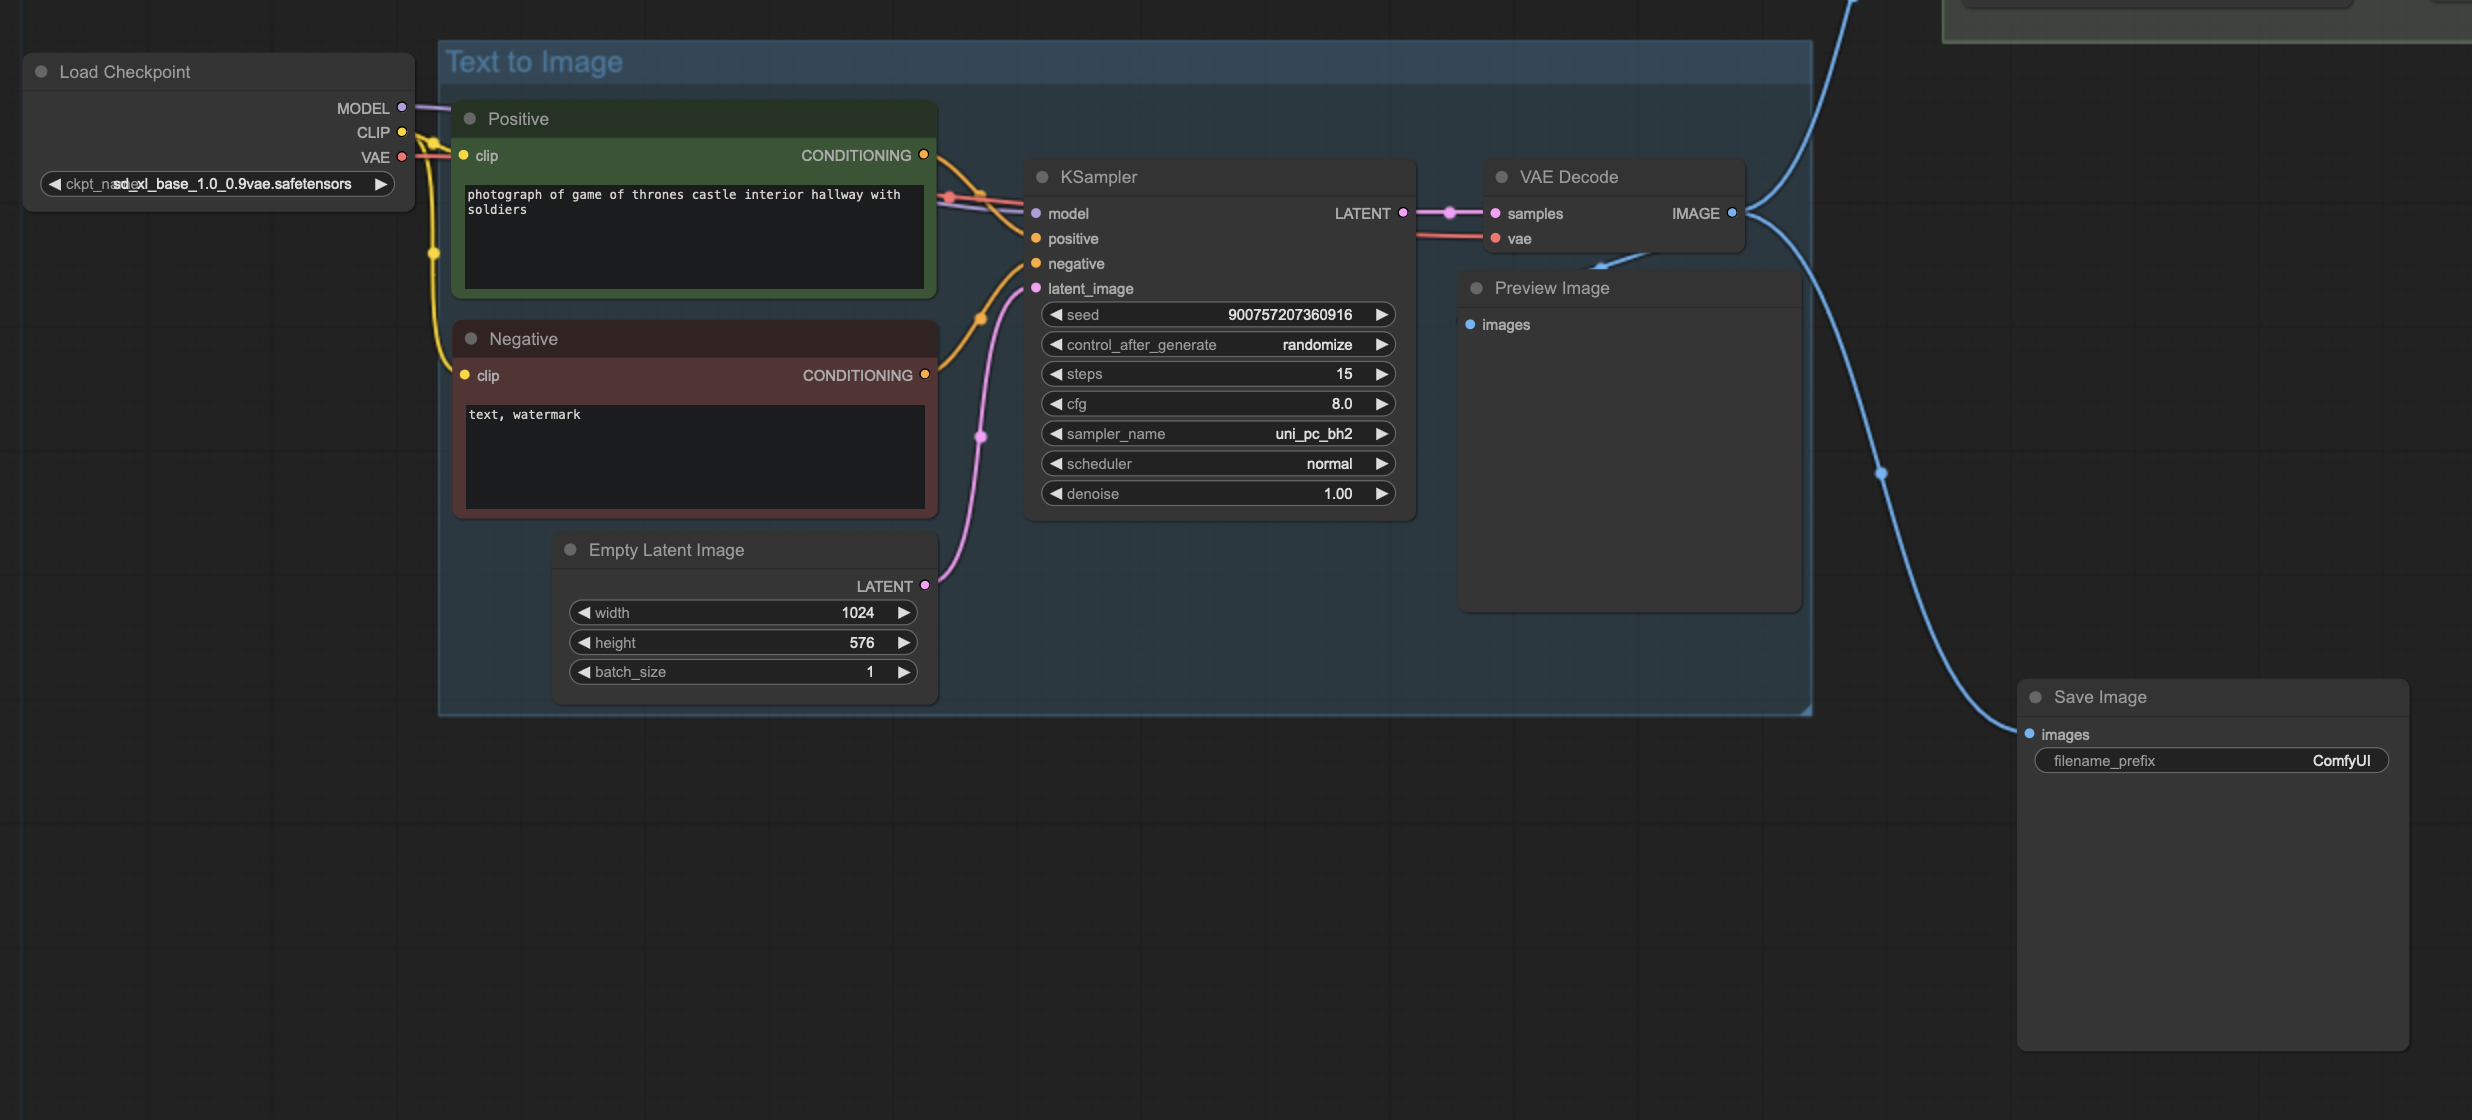 Load Checkpoint
MODEL
CLIP
VAE
ckpt_name sd_xl_base_1.0_0.9vae.safetensors
Text to Image
Positive
clip CONDITIONING
photograph of game of thrones castle interior hallway with
soldiers
Negative
clip CONDITIONING
text, watermark
Empty Latent Image
LATENT
width 1024
height 576
batch_size 1
KSampler
model LATENT
positive
negative
latent_image
seed 900757207360916
control_after_generate randomize
steps 15
cfg 8.0
sampler_name uni_pc_bh2
scheduler normal
denoise 1.00
VAE Decode
samples IMAGE
vae
Preview Image
images
Save Image
images
filename_prefix ComfyUI